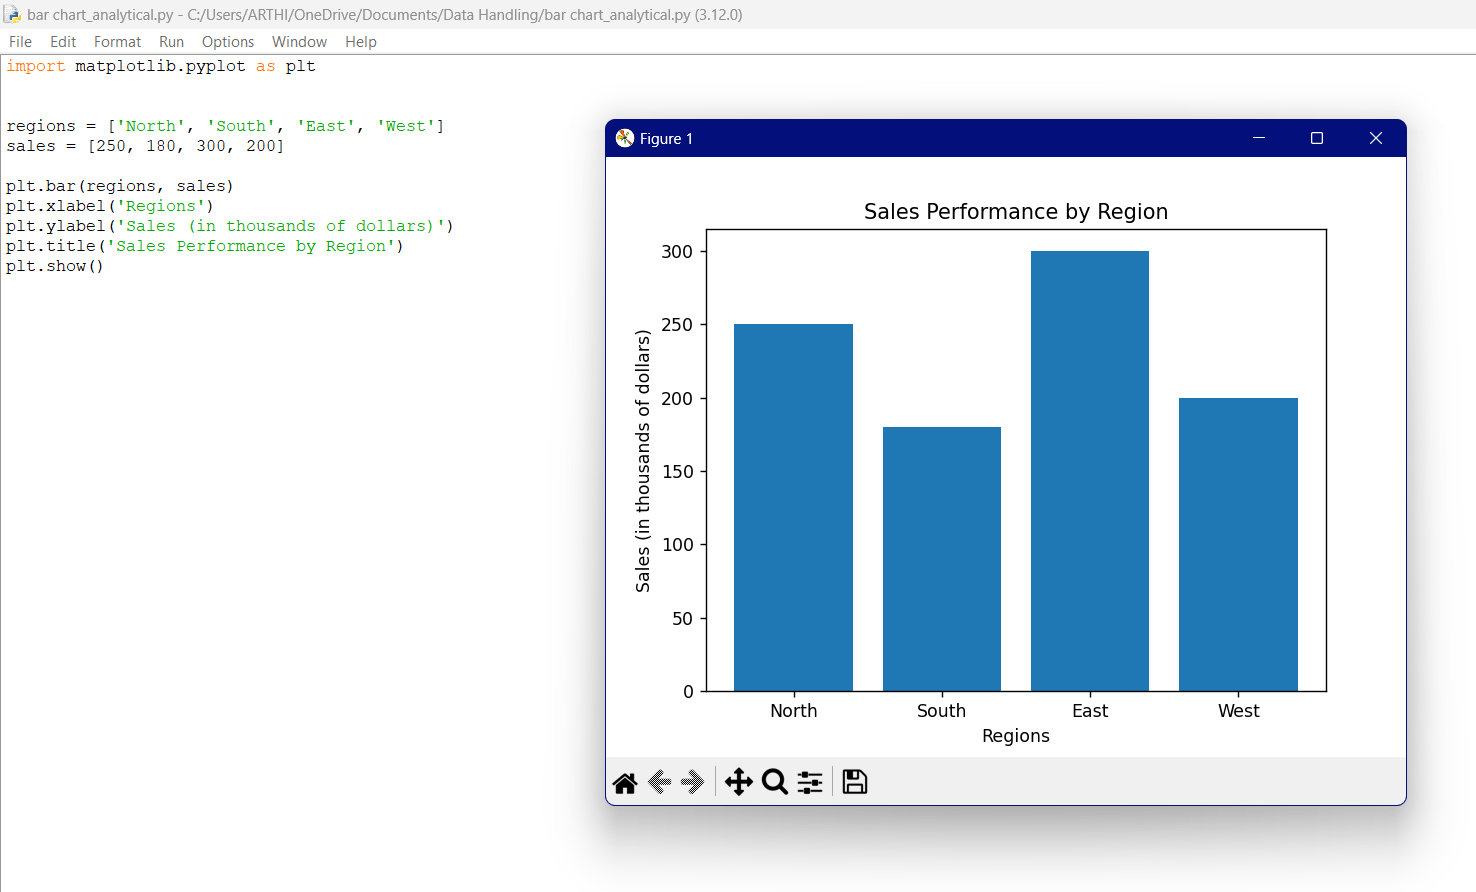 bar chart_analytical.py - C:/Users/ARTHI/OneDrive/Documents/Data Handling/bar chart_analytical.py (3.12.0)
File Edit Format Run Options Window Help
import matplotlib.pyplot as plt
regions = ['North', 'South', 'East', 'West']
sales = [250, 180, 300, 200]
plt.bar(regions, sales)
plt.xlabel('Regions')
plt.ylabel('Sales (in thousands of dollars)')
plt.title('Sales Performance by Region')
plt.show()
Figure 1
Sales Performance by Region
Sales (in thousands of dollars)
300
250
200
150
100
50
0
North South East West
Regions